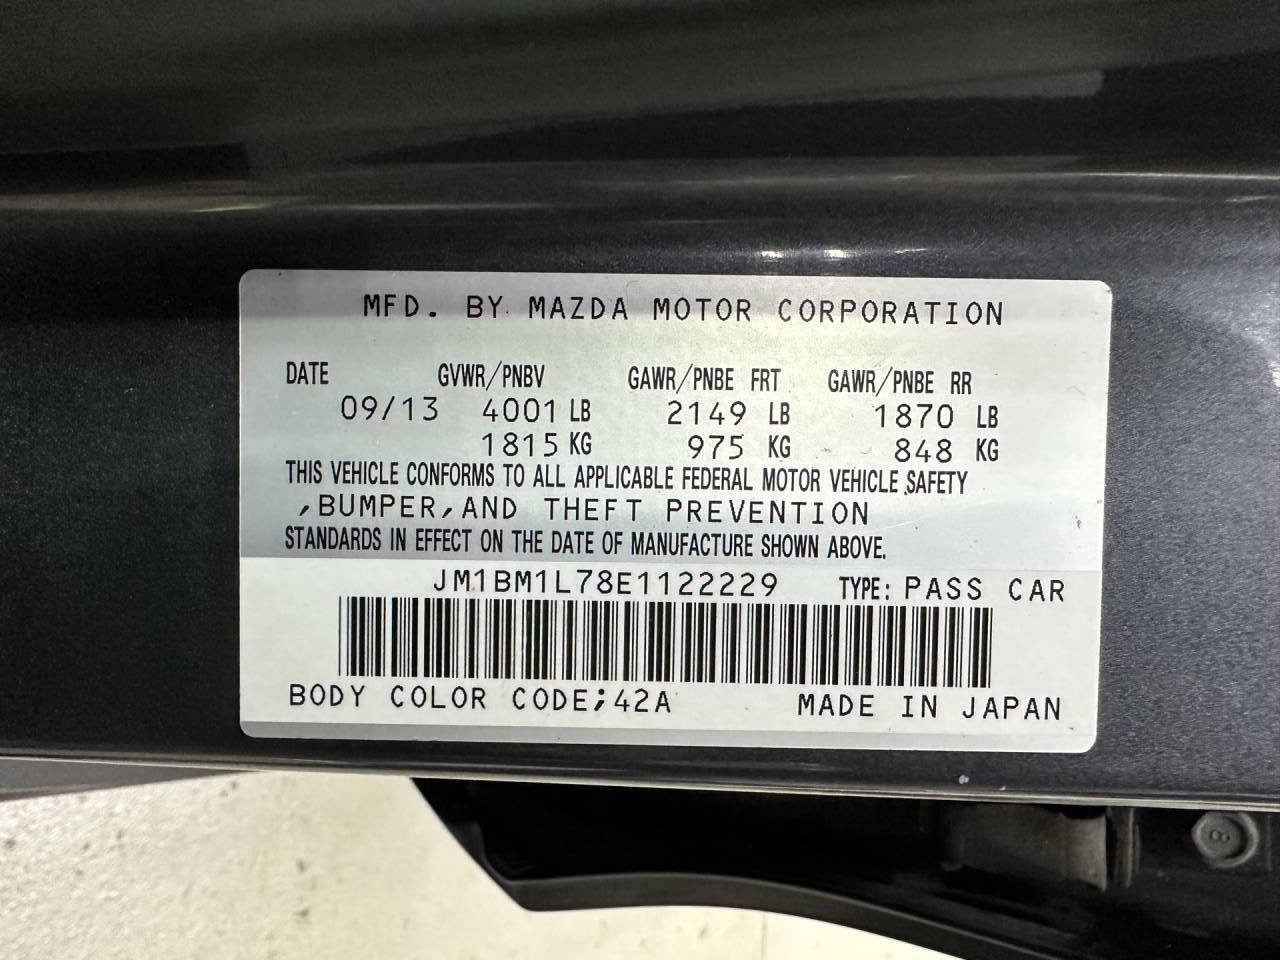 MFD. BY MAZDA MOTOR CORPORATION
DATE GVWR/PNBV GAWR/PNBE FRT GAWR/PNBE RR
09/13 4001 LB 2149 LB 1870 LB
1815 KG 975 KG 848 KG
THIS VEHICLE CONFORMS TO ALL APPLICABLE FEDERAL MOTOR VEHICLE SAFETY
,BUMPER,AND THEFT PREVENTION
STANDARDS IN EFFECT ON THE DATE OF MANUFACTURE SHOWN ABOVE.
JM1BM1L78E1122229 TYPE: PASS CAR
BODY COLOR CODE;42A MADE IN JAPAN
8